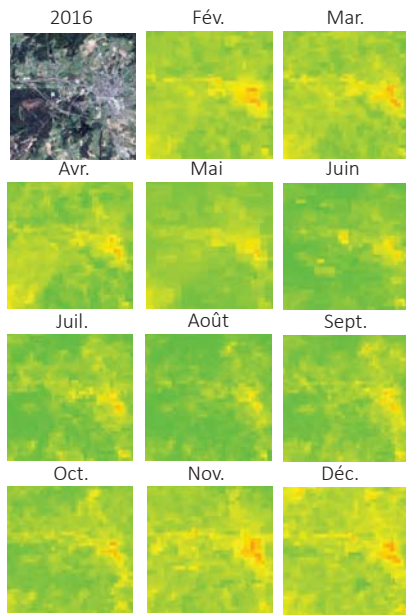 2016
Fév.
Mar.
Avr.
Mai
Juin
Juil.
Août
Sept.
Oct.
Nov.
Déc.